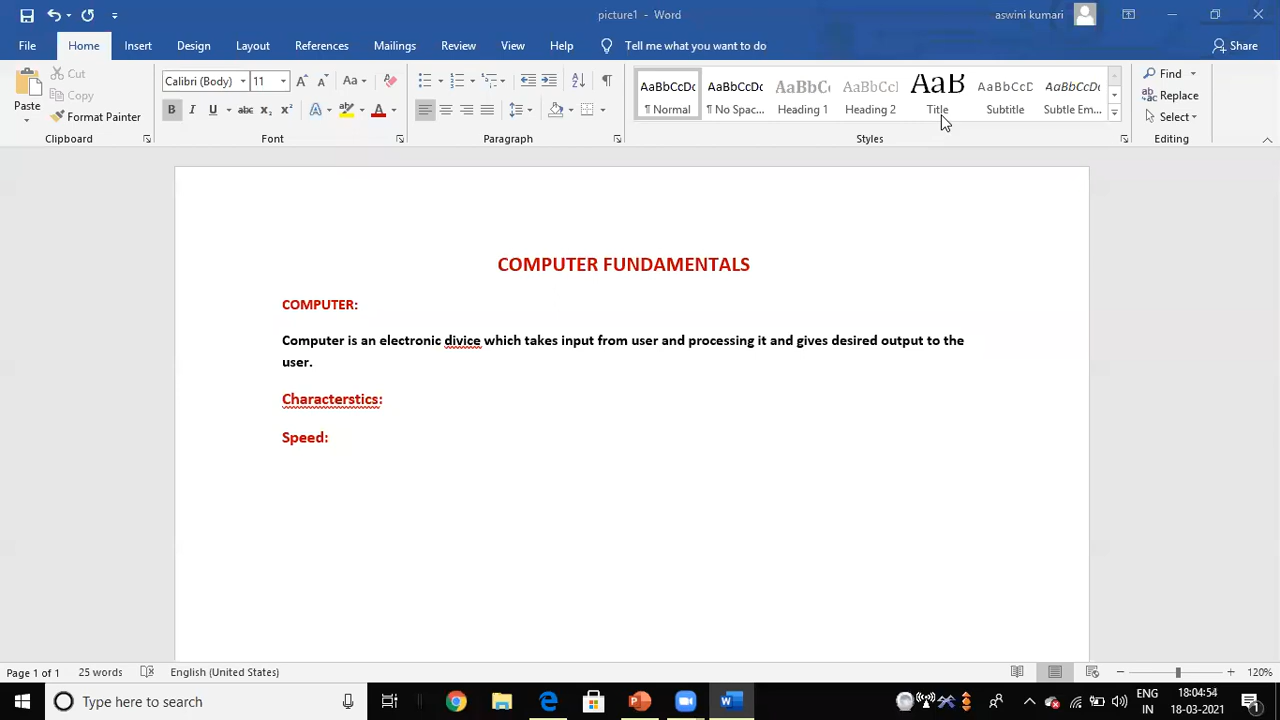 picture1 - Word
aswini kumari
File Home Insert Design Layout References Mailings Review View Help Tell me what you want to do Share
Paste
Cut
Copy
Format Painter
Clipboard
Calibri (Body) 11
Font
Paragraph
AaBbCcDc AaBbCcDc AaBbC AaBbCcI AaB AaBbCcD AaBbCcDc
¶ Normal ¶ No Spac... Heading 1 Heading 2 Title Subtitle Subtle Em...
Styles
Find
Replace
Select
Editing
COMPUTER FUNDAMENTALS
COMPUTER:
Computer is an electronic divice which takes input from user and processing it and gives desired output to the
user.
Characterstics:
Speed:
Page 1 of 1 25 words English (United States) 120%
Type here to search
ENG
IN
18:04:54
18-03-2021